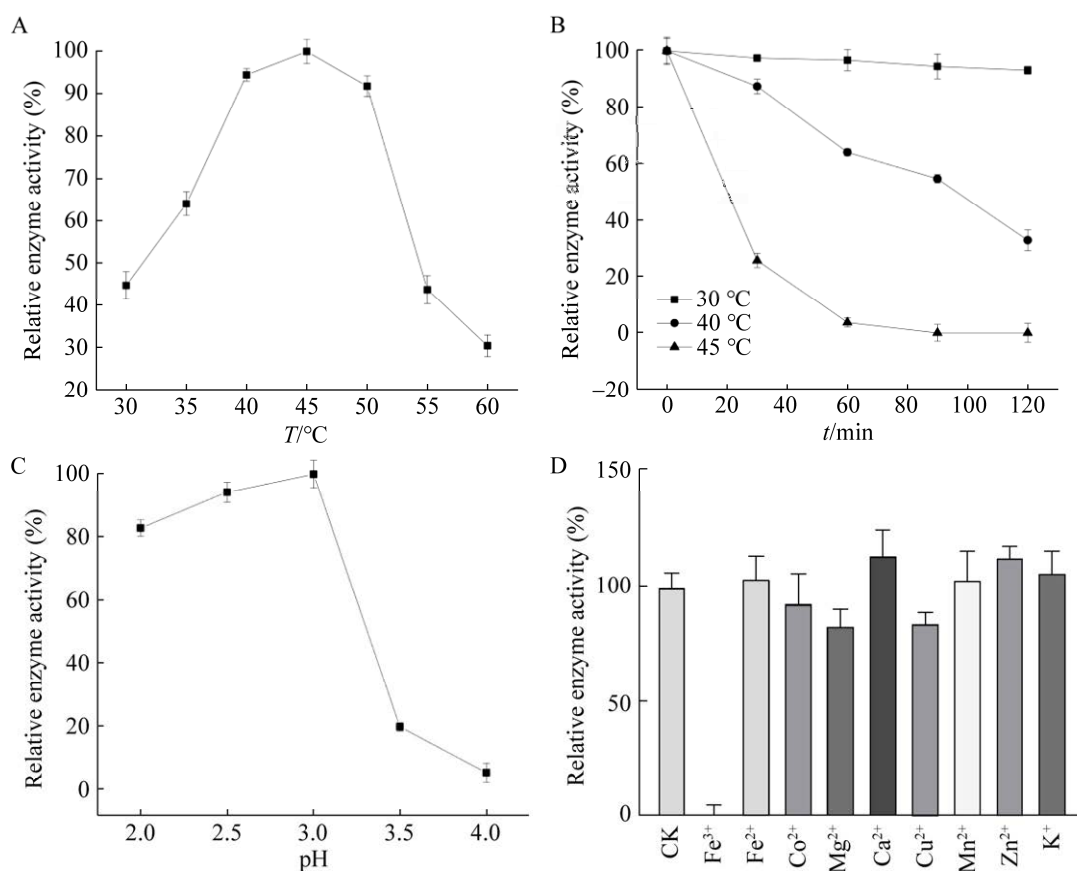 A
Relative enzyme activity (%)
100
90
80
70
60
50
40
30
20
30 35 40 45 50 55 60
T/°C
B
Relative enzyme activity (%)
100
80
60
40
20
0
–20
30 °C
40 °C
45 °C
0 20 40 60 80 100 120
t/min
C
Relative enzyme activity (%)
100
80
60
40
20
0
2.0 2.5 3.0 3.5 4.0
pH
D
Relative enzyme activity (%)
150
100
50
0
CK Fe³⁺ Fe²⁺ Co²⁺ Mg²⁺ Ca²⁺ Cu²⁺ Mn²⁺ Zn²⁺ K⁺